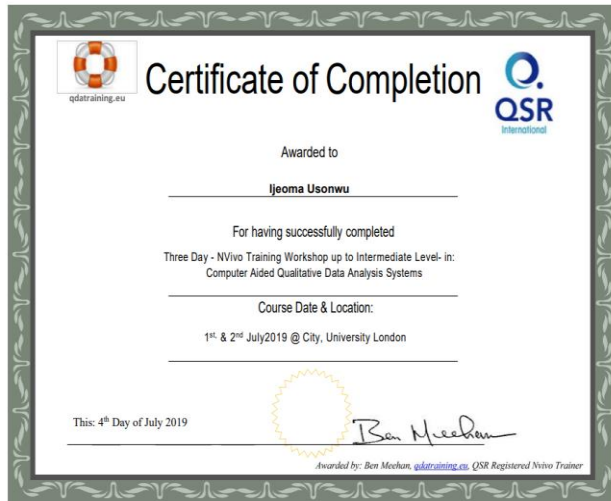 qdatraining.eu
Certificate of Completion
QSR
International
Awarded to
Ijeoma Usonwu
For having successfully completed
Three Day - NVivo Training Workshop up to Intermediate Level- in:
Computer Aided Qualitative Data Analysis Systems
Course Date & Location:
1st, & 2nd July2019 @ City, University London
This: 4th Day of July 2019
Ben Meehan
Awarded by: Ben Meehan, qdatraining.eu, QSR Registered Nvivo Trainer